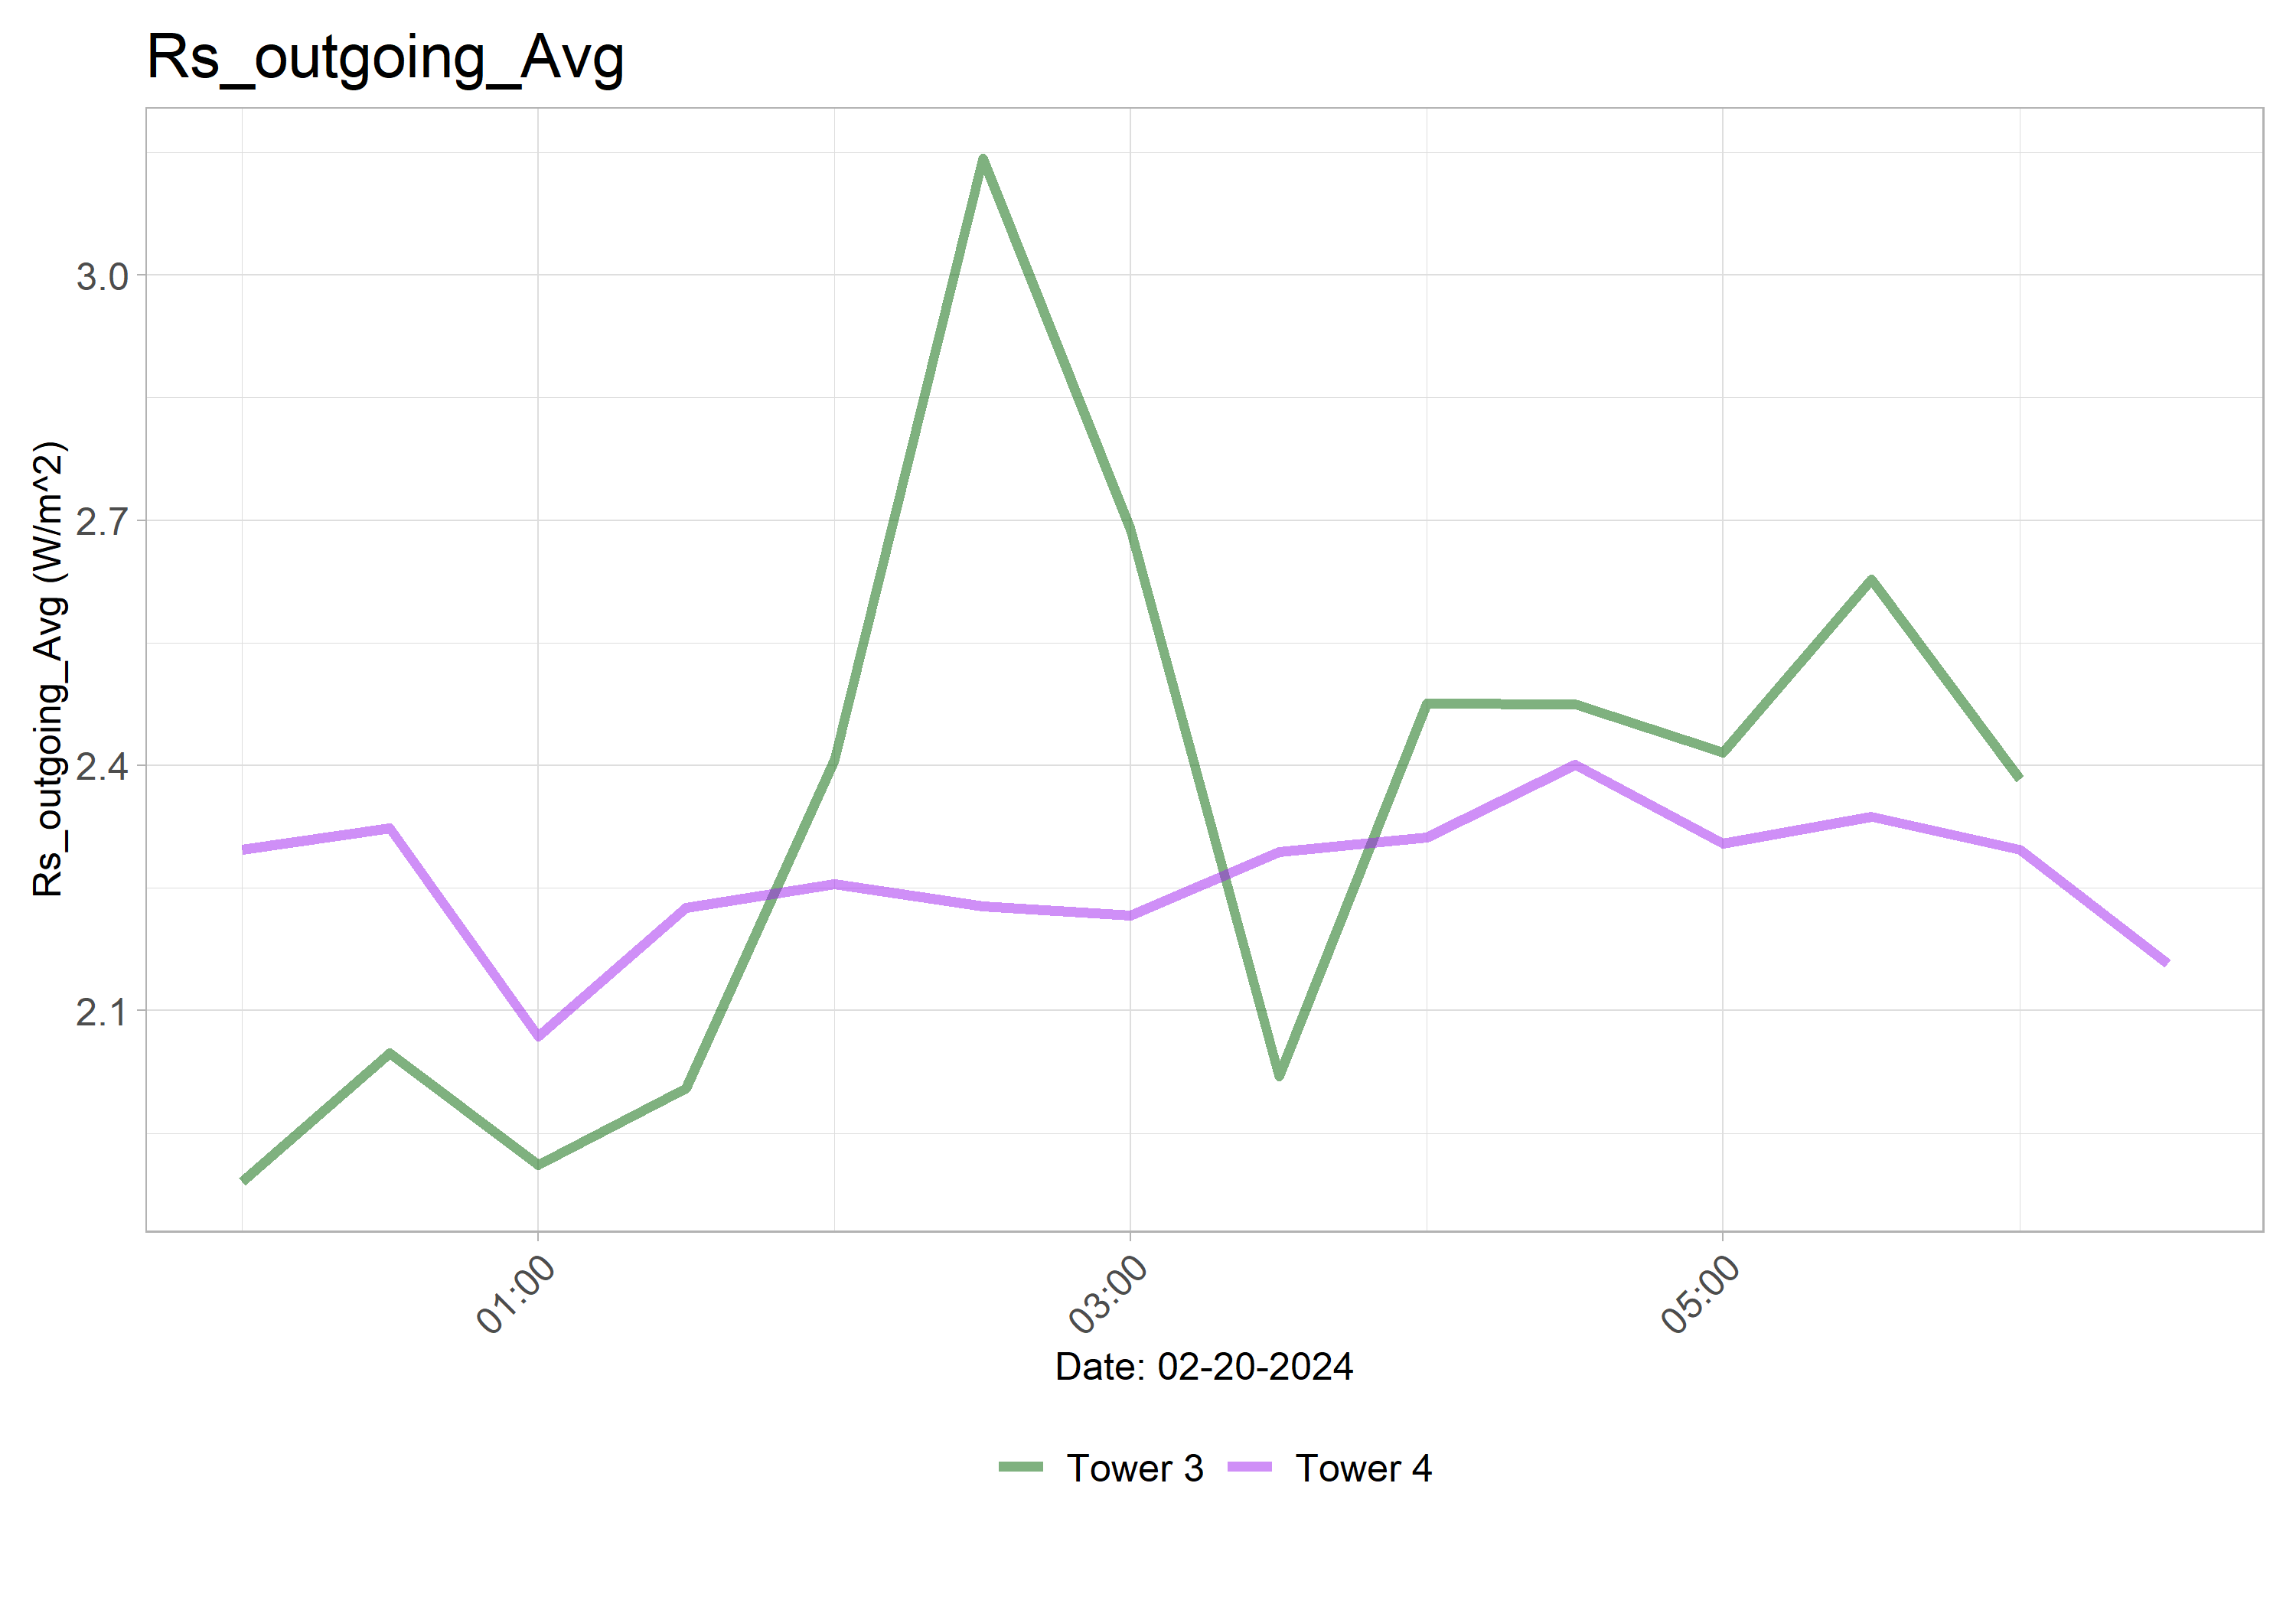 Rs_outgoing_Avg
Rs_outgoing_Avg (W/m^2)
3.0
2.7
2.4
2.1
01:00
03:00
05:00
Date: 02-20-2024
Tower 3
Tower 4